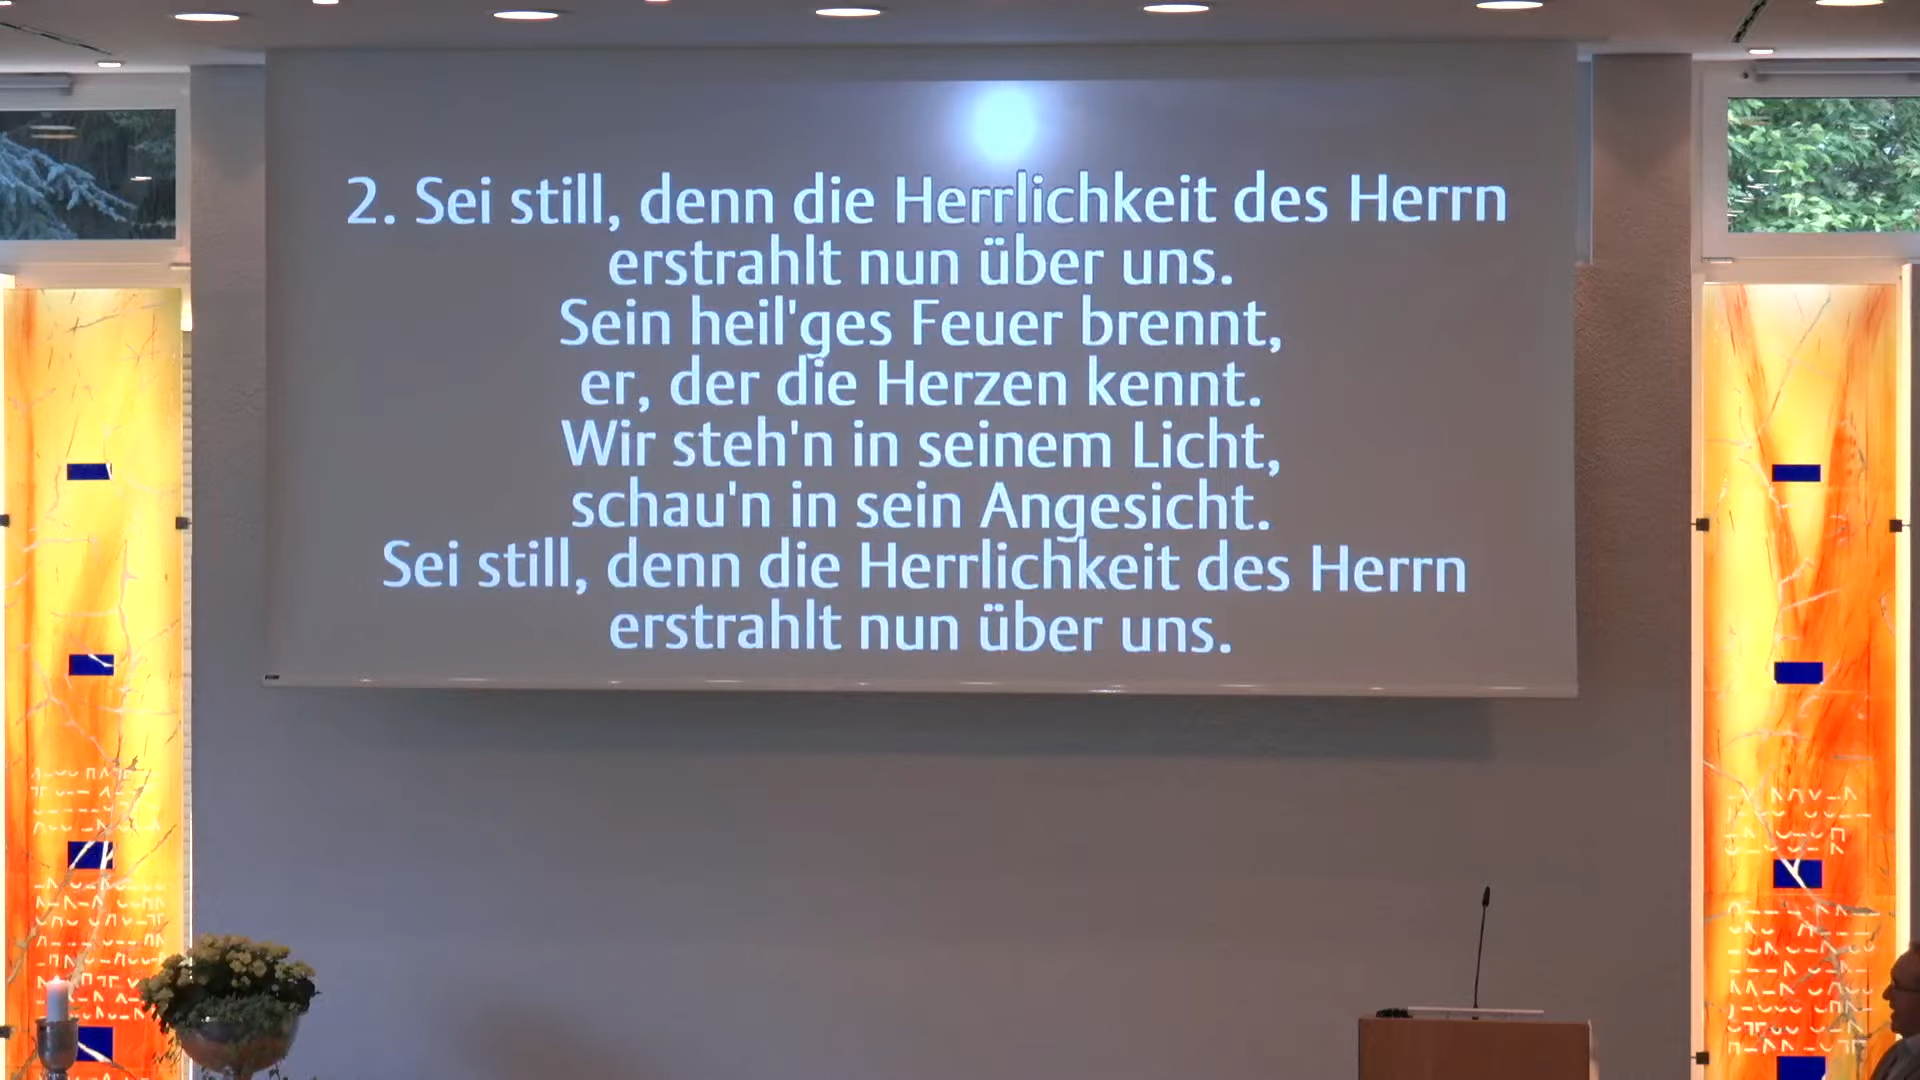 2. Sei still, denn die Herrlichkeit des Herrn
erstrahlt nun über uns.
Sein heil'ges Feuer brennt,
er, der die Herzen kennt.
Wir steh'n in seinem Licht,
schau'n in sein Angesicht.
Sei still, denn die Herrlichkeit des Herrn
erstrahlt nun über uns.